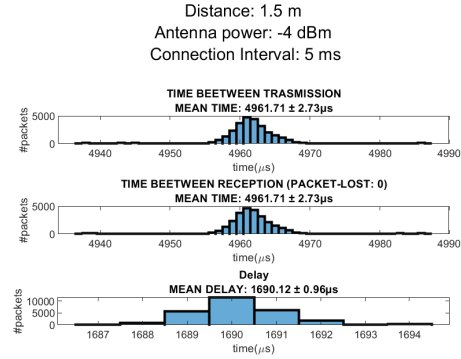 Distance: 1.5 m
Antenna power: -4 dBm
Connection Interval: 5 ms
TIME BEETWEEN TRASMISSION
MEAN TIME: 4961.71 ± 2.73μs
5000
0
#packets
4940 4950 4960 4970 4980 4990
time(μs)
TIME BEETWEEN RECEPTION (PACKET-LOST: 0)
MEAN TIME: 4961.71 ± 2.73μs
5000
0
#packets
4940 4950 4960 4970 4980 4990
time(μs)
Delay
MEAN DELAY: 1690.12 ± 0.96μs
10000
5000
0
#packets
1687 1688 1689 1690 1691 1692 1693 1694
time(μs)